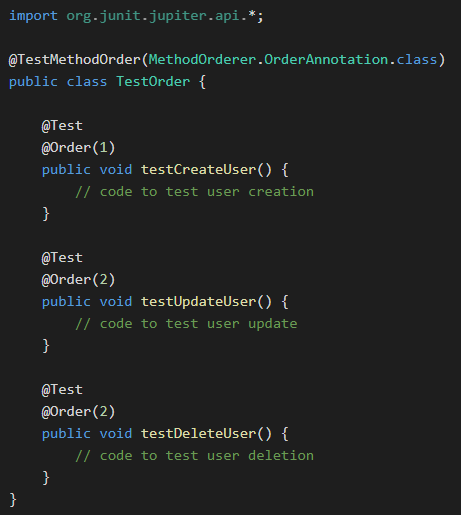 import org.junit.jupiter.api.*;
@TestMethodOrder(MethodOrderer.OrderAnnotation.class)
public class TestOrder {
@Test
@Order(1)
public void testCreateUser() {
// code to test user creation
}
@Test
@Order(2)
public void testUpdateUser() {
// code to test user update
}
@Test
@Order(2)
public void testDeleteUser() {
// code to test user deletion
}
}